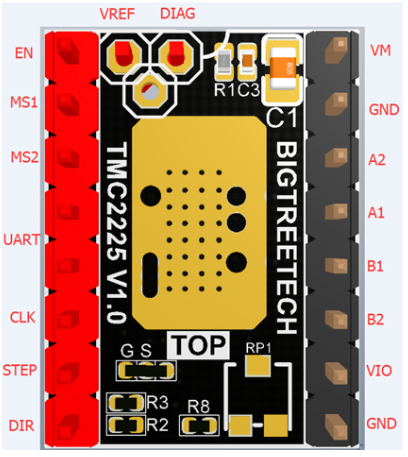 VREF DIAG
EN
MS1
MS2
UART
CLK
STEP
DIR
VM
GND
A2
A1
B1
B2
VIO
GND
R1 C3
C1
805
TMC2225 V1.0
BIGTREETECH
TOP
G S
RP1
R3
R2
R8